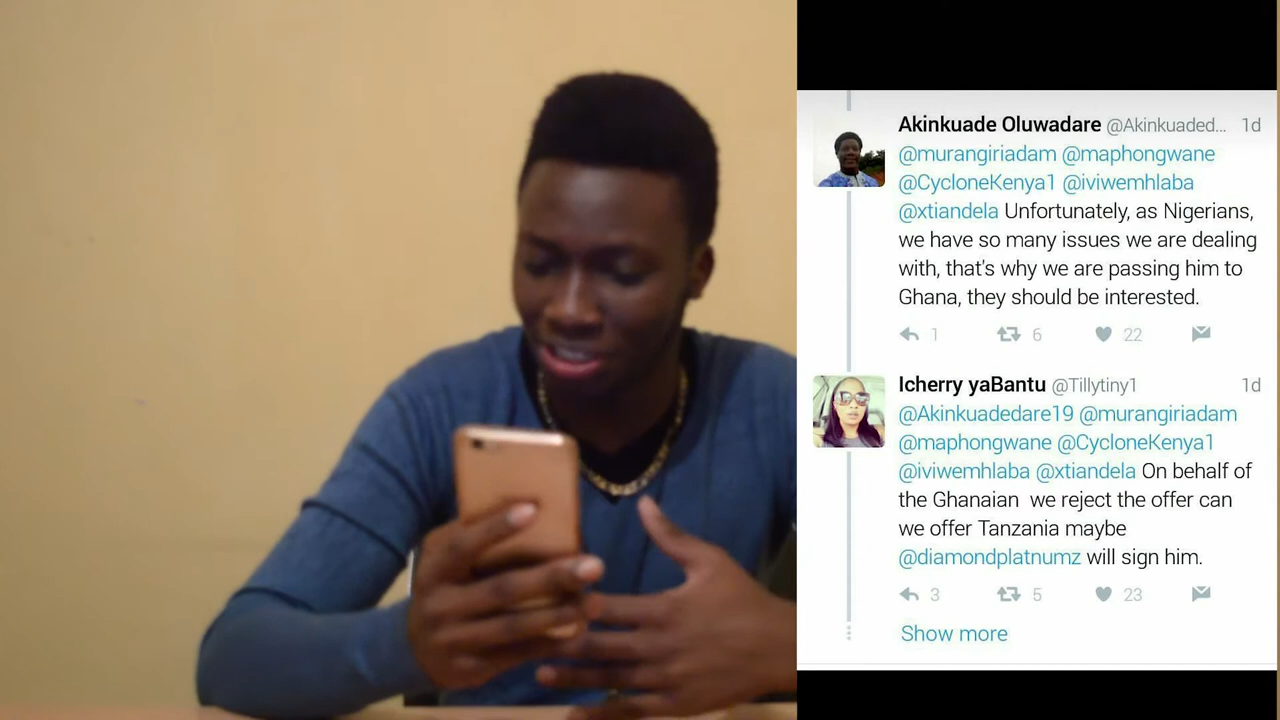 Akinkuade Oluwadare @Akinkuaded... 1d
@murangiriadam @maphongwane
@CycloneKenya1 @iviwemhlaba
@xtiandela Unfortunately, as Nigerians,
we have so many issues we are dealing
with, that's why we are passing him to
Ghana, they should be interested.
1 6 22
Icherry yaBantu @Tillytiny1 1d
@Akinkuadedare19 @murangiriadam
@maphongwane @CycloneKenya1
@iviwemhlaba @xtiandela On behalf of
the Ghanaian we reject the offer can
we offer Tanzania maybe
@diamondplatnumz will sign him.
3 5 23
Show more